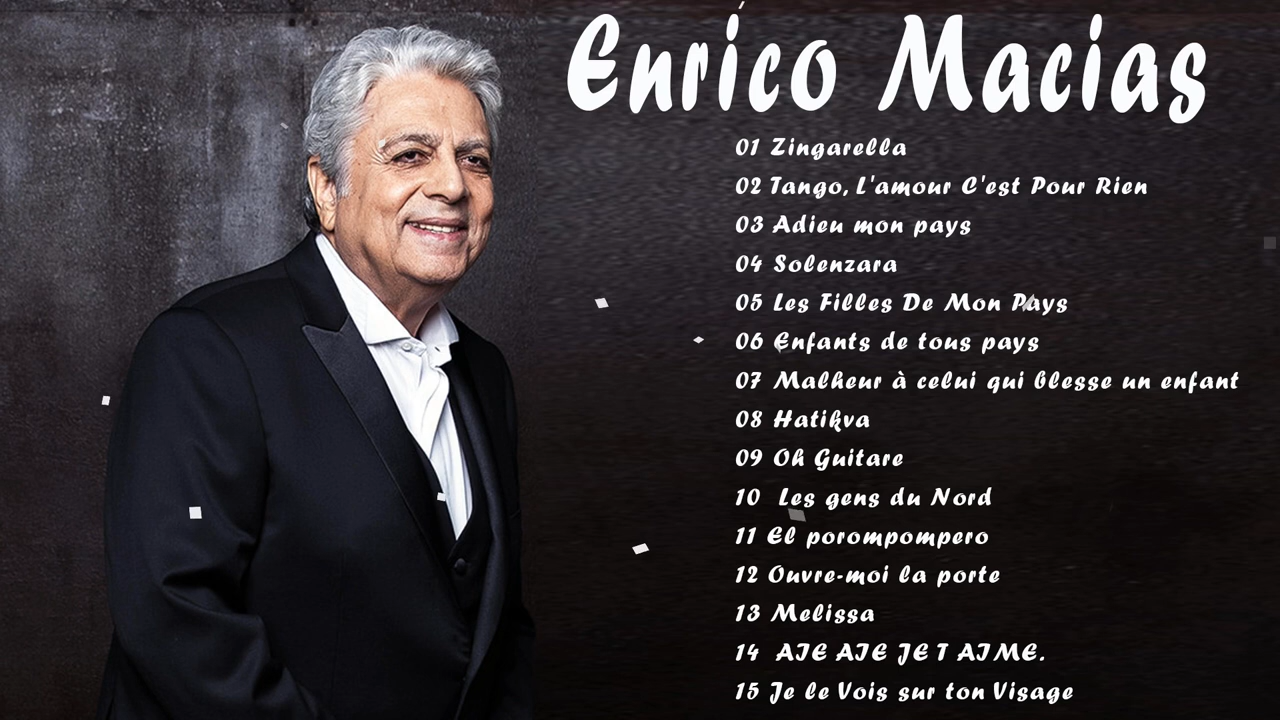 Enrico Macias
01 Zingarella
02 Tango, L'amour C'est Pour Rien
03 Adieu mon pays
04 Solenzara
05 Les Filles De Mon Pays
06 Enfants de tous pays
07 Malheur à celui qui blesse un enfant
08 Hatikva
09 Oh Guitare
10 Les gens du Nord
11 El porompompero
12 Ouvre-moi la porte
13 Melissa
14 AIE AIE JE T AIME.
15 Je le Vois sur ton Visage